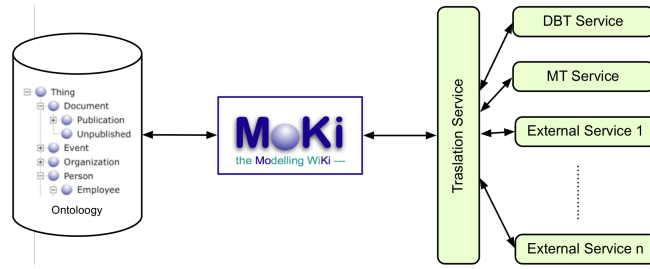 Thing
Document
Publication
Unpublished
Event
Organization
Person
Employee
Ontoloogy
MoKi
the Modelling WiKi ---
Traslation Service
DBT Service
MT Service
External Service 1
External Service n